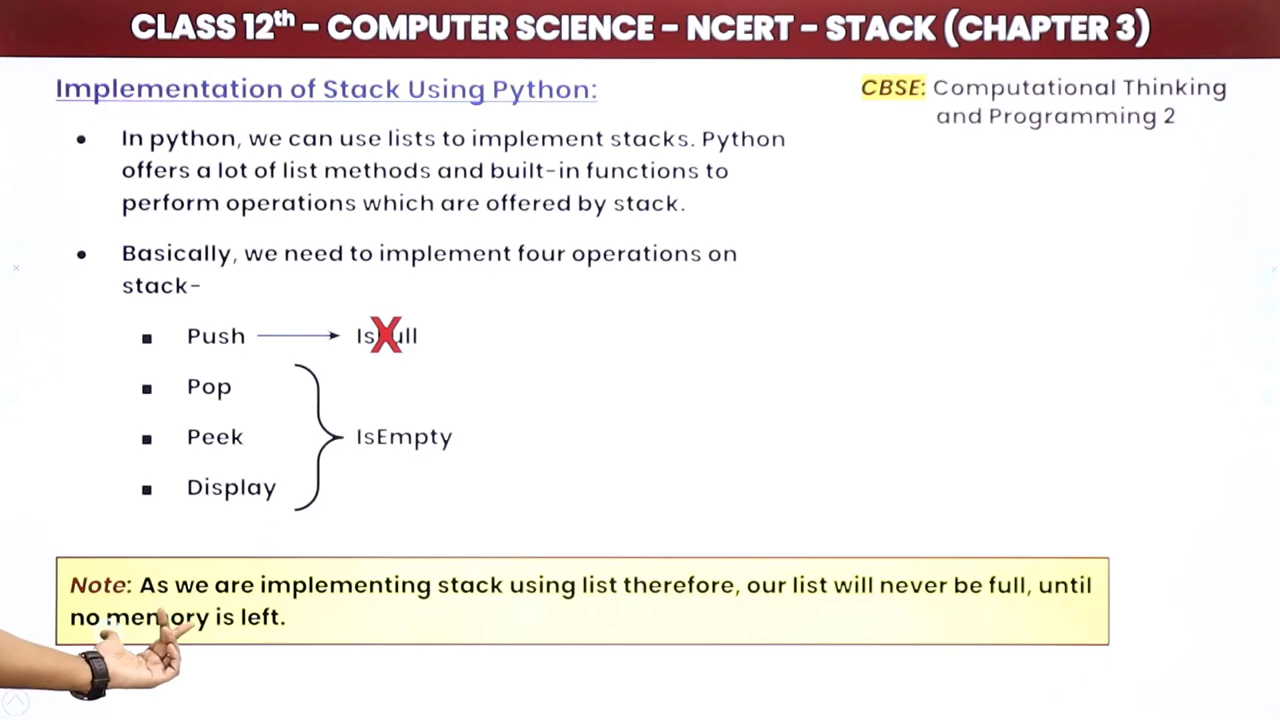 CLASS 12th - COMPUTER SCIENCE - NCERT - STACK (CHAPTER 3)
Implementation of Stack Using Python:
CBSE: Computational Thinking
and Programming 2
• In python, we can use lists to implement stacks. Python
offers a lot of list methods and built-in functions to
perform operations which are offered by stack.
• Basically, we need to implement four operations on
stack-
▪ Push
IsFull
▪ Pop
▪ Peek
IsEmpty
▪ Display
Note: As we are implementing stack using list therefore, our list will never be full, until
no memory is left.